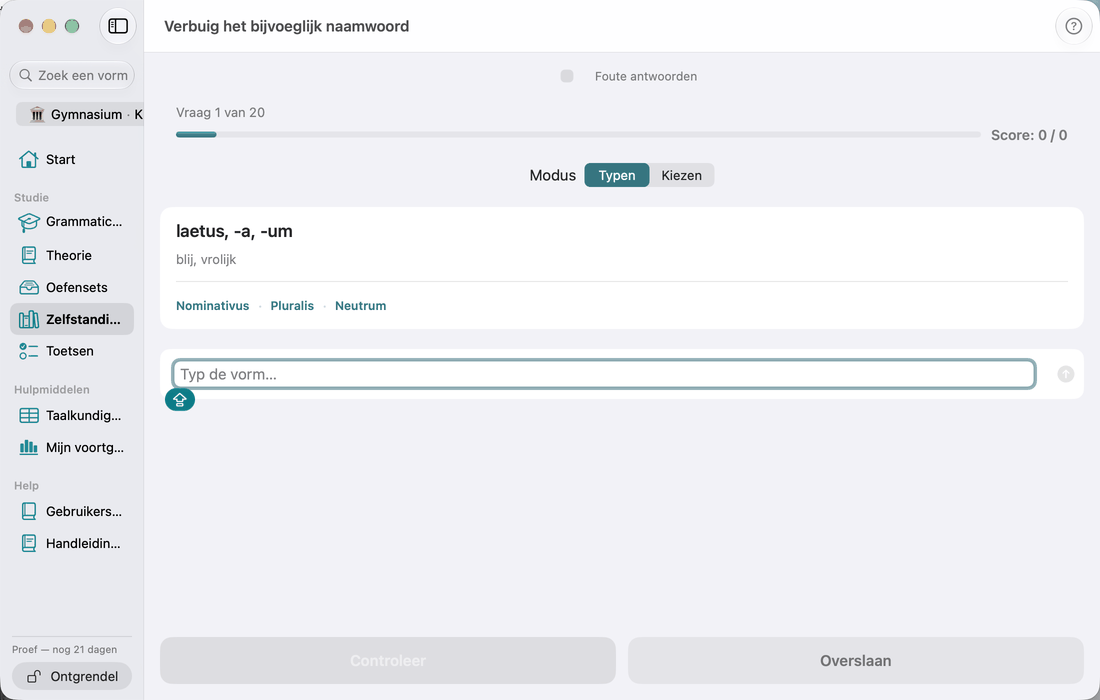 Verbuig het bijvoeglijk naamwoord
Zoek een vorm
Gymnasium · K
Start
Studie
Grammatic...
Theorie
Oefensets
Zelfstandi...
Toetsen
Hulpmiddelen
Taalkundig...
Mijn voortg...
Help
Gebruikers...
Handleidin...
Proef — nog 21 dagen
Ontgrendel
Foute antwoorden
Vraag 1 van 20
Score: 0 / 0
Modus Typen Kiezen
laetus, -a, -um
blij, vrolijk
Nominativus · Pluralis · Neutrum
Typ de vorm...
Controleer
Overslaan